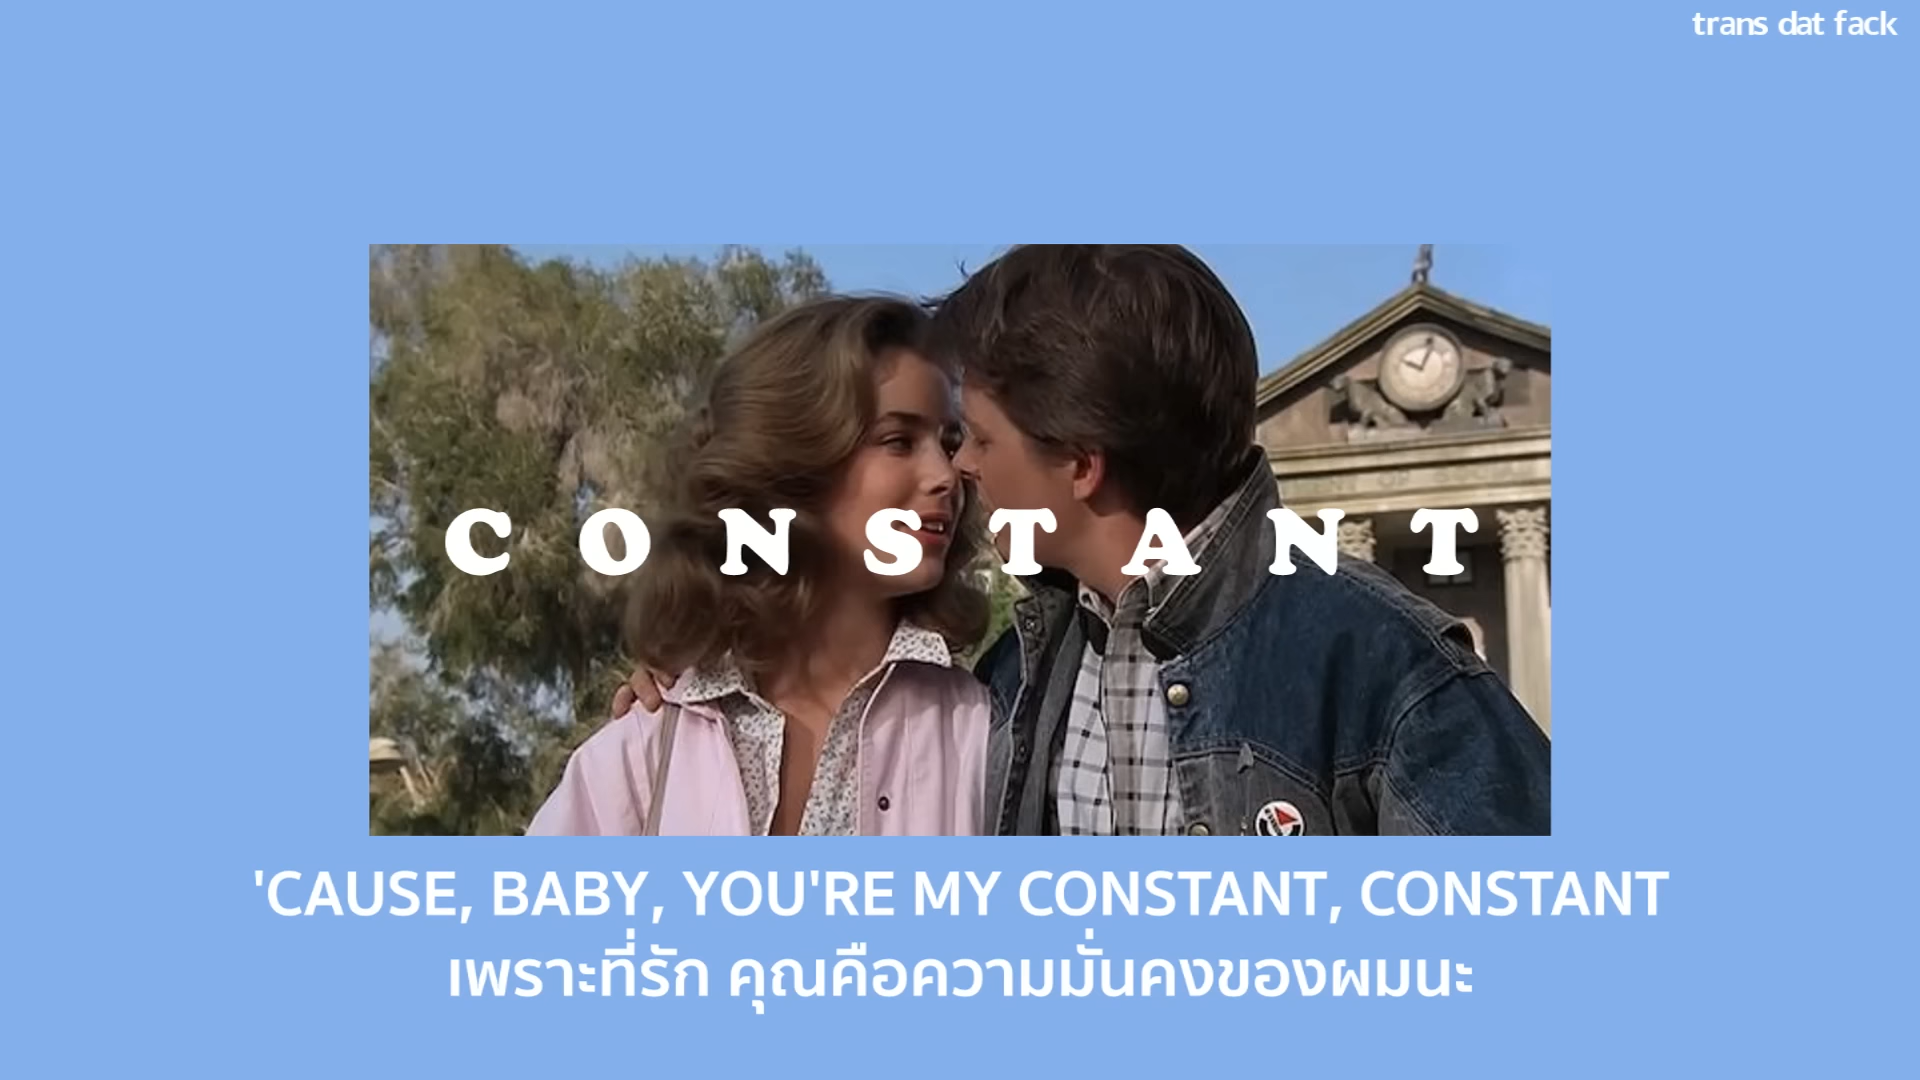 trans dat fack
CONSTANT
'CAUSE, BABY, YOU'RE MY CONSTANT, CONSTANT
เพราะที่รัก คุณคือความมั่นคงของผมนะ